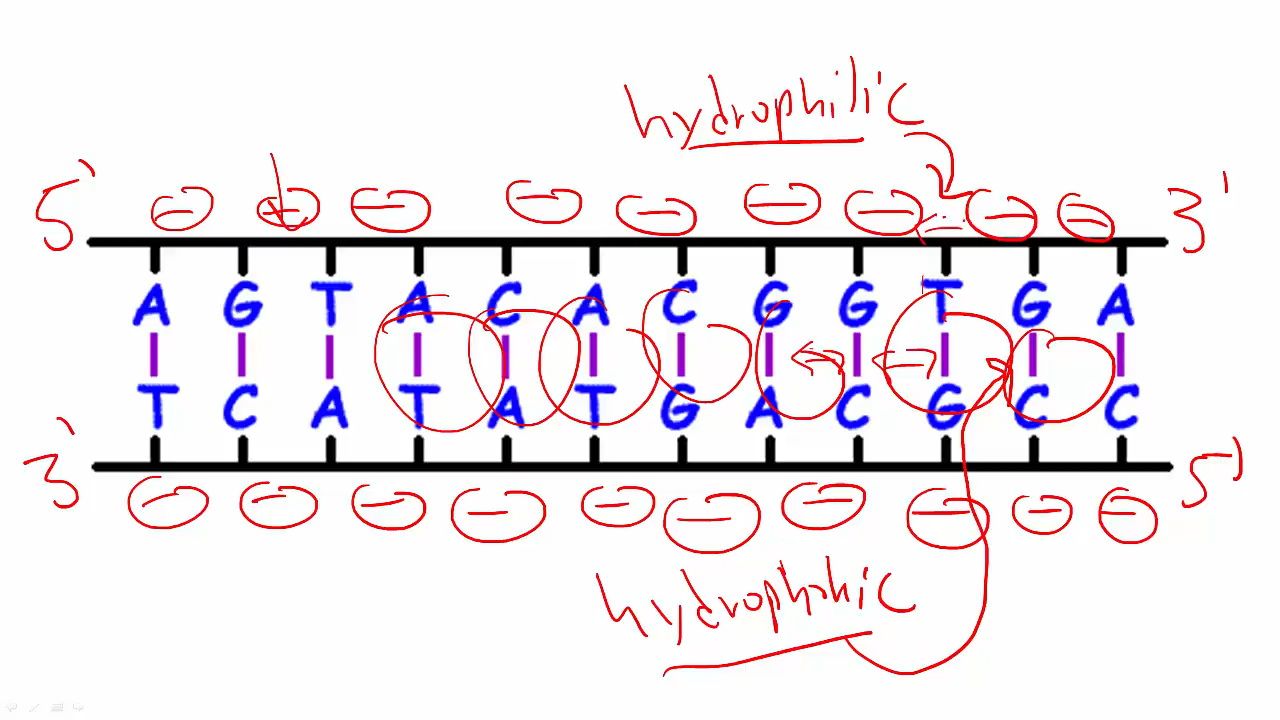 hydrophilic
5' 3'
A G T A C A C G G T G A
T C A T A T G A C G C C
3' 5'
hydrophobic